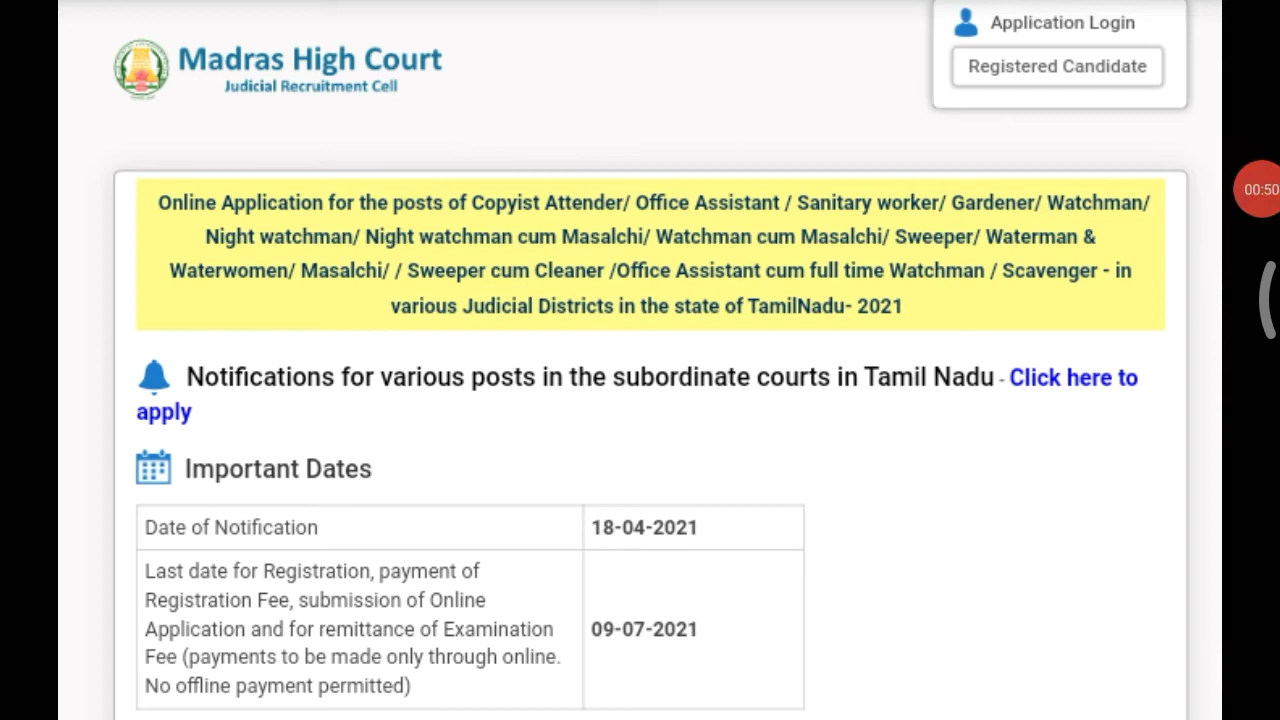 Application Login
Madras High Court
Registered Candidate
Judicial Recruitment Cell
00:50
Online Application for the posts of Copyist Attender/ Office Assistant / Sanitary worker/ Gardener/ Watchman/
Night watchman/ Night watchman cum Masalchi/ Watchman cum Masalchi/ Sweeper/ Waterman &
Waterwomen/ Masalchi/ / Sweeper cum Cleaner /Office Assistant cum full time Watchman / Scavenger - in
various Judicial Districts in the state of TamilNadu- 2021
Notifications for various posts in the subordinate courts in Tamil Nadu - Click here to
apply
Important Dates
Date of Notification 18-04-2021
Last date for Registration, payment of
Registration Fee, submission of Online
Application and for remittance of Examination 09-07-2021
Fee (payments to be made only through online.
No offline payment permitted)